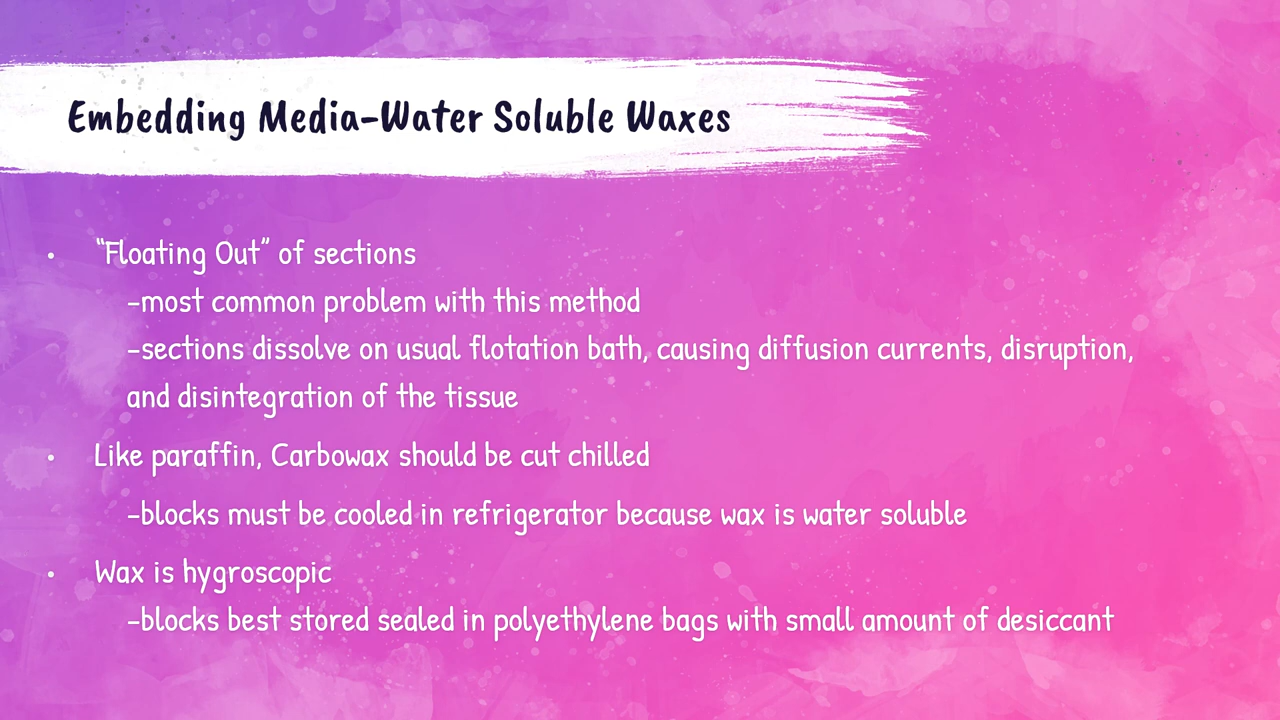 Embedding Media-Water Soluble Waxes
• "Floating Out" of sections
-most common problem with this method
-sections dissolve on usual flotation bath, causing diffusion currents, disruption,
and disintegration of the tissue
• Like paraffin, Carbowax should be cut chilled
-blocks must be cooled in refrigerator because wax is water soluble
• Wax is hygroscopic
-blocks best stored sealed in polyethylene bags with small amount of desiccant